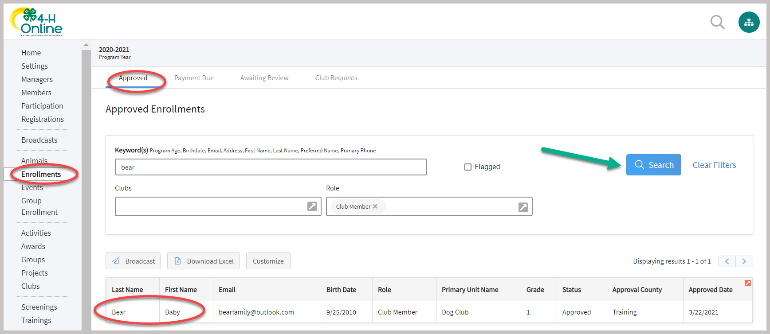 4-H
Online
Home
Settings
Managers
Members
Participation
Registrations
Broadcasts
Animals
Enrollments
Events
Group
Enrollment
Activities
Awards
Groups
Projects
Clubs
Screenings
Trainings
2020-2021
Program Year
Approved Payment Due Awaiting Review Club Requests
Approved Enrollments
Keyword(s) Program Age, Birthdate, Email, Address, First Name, Last Name, Preferred Name, Primary Phone
bear
Flagged
Search Clear Filters
Clubs Role
Club Member ×
Broadcast Download Excel Customize Displaying results 1 - 1 of 1
Last Name First Name Email Birth Date Role Primary Unit Name Grade Status Approval County Approved Date
Bear Baby bearfamily@outlook.com 9/25/2010 Club Member Dog Club 1 Approved Training 3/22/2021